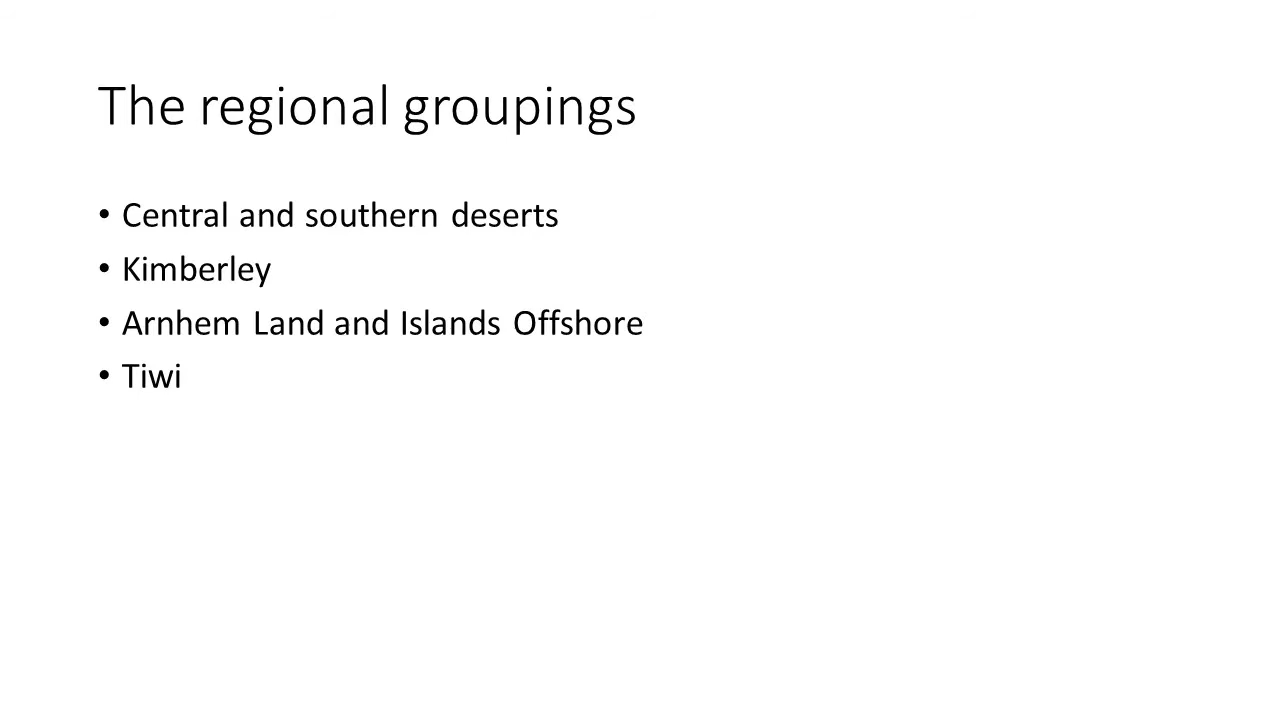 The regional groupings
• Central and southern deserts
• Kimberley
• Arnhem Land and Islands Offshore
• Tiwi